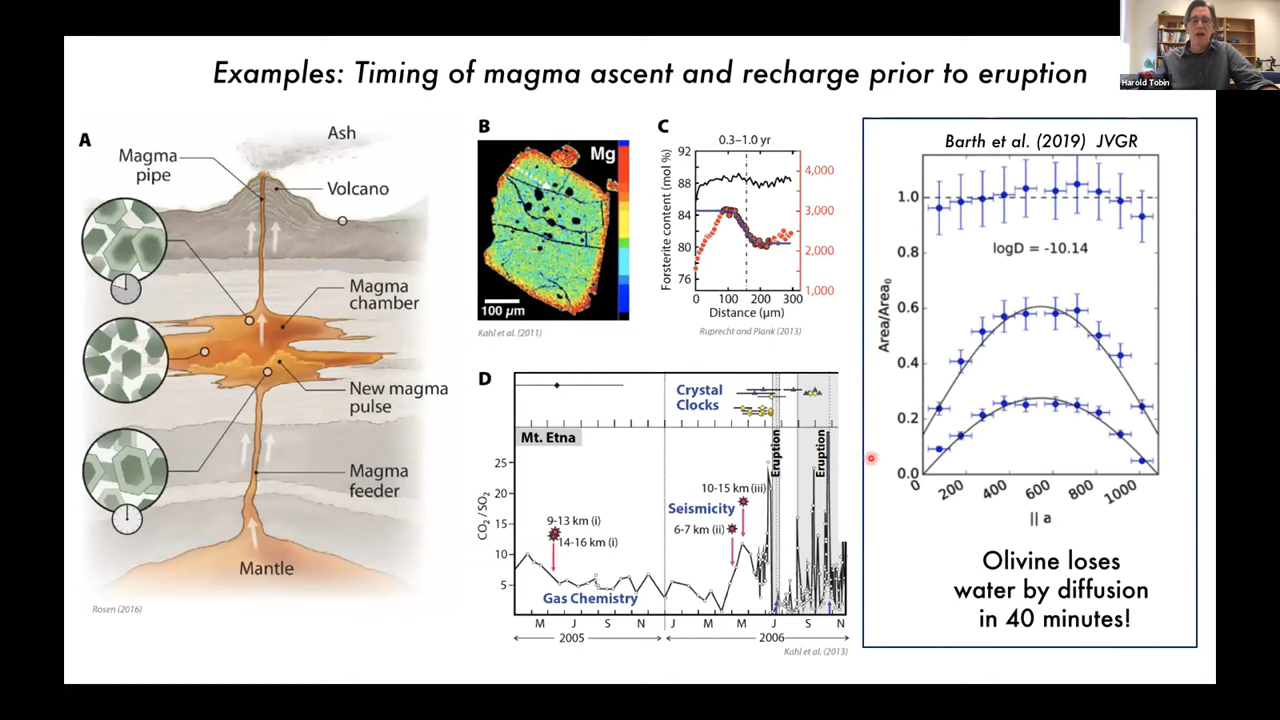 Examples: Timing of magma ascent and recharge prior to eruption
Harold Tobin
A
Ash
Magma
pipe
Volcano
Magma
chamber
New magma
pulse
Magma
feeder
Mantle
Rosen (2016)
B
Mg
100 µm
Kahl et al. (2011)
C
0.3–1.0 yr
Forsterite content (mol %)
92
88
84
80
76
4,000
3,000
2,000
1,000
0
100
200
300
Distance (µm)
Ruprecht and Plank (2013)
D
Crystal
Clocks
Mt. Etna
Eruption
Eruption
CO2 / SO2
25
20
15
10
5
10-15 km (iii)
Seismicity
6-7 km (ii)
9-13 km (i)
14-16 km (i)
Gas Chemistry
M J S N J M M J S N
2005
2006
Kahl et al. (2013)
Barth et al. (2019) JVGR
1.0
0.8
0.6
0.4
0.2
0.0
Area/Area0
logD = -10.14
0 200 400 600 800 1000
|| a
Olivine loses
water by diffusion
in 40 minutes!